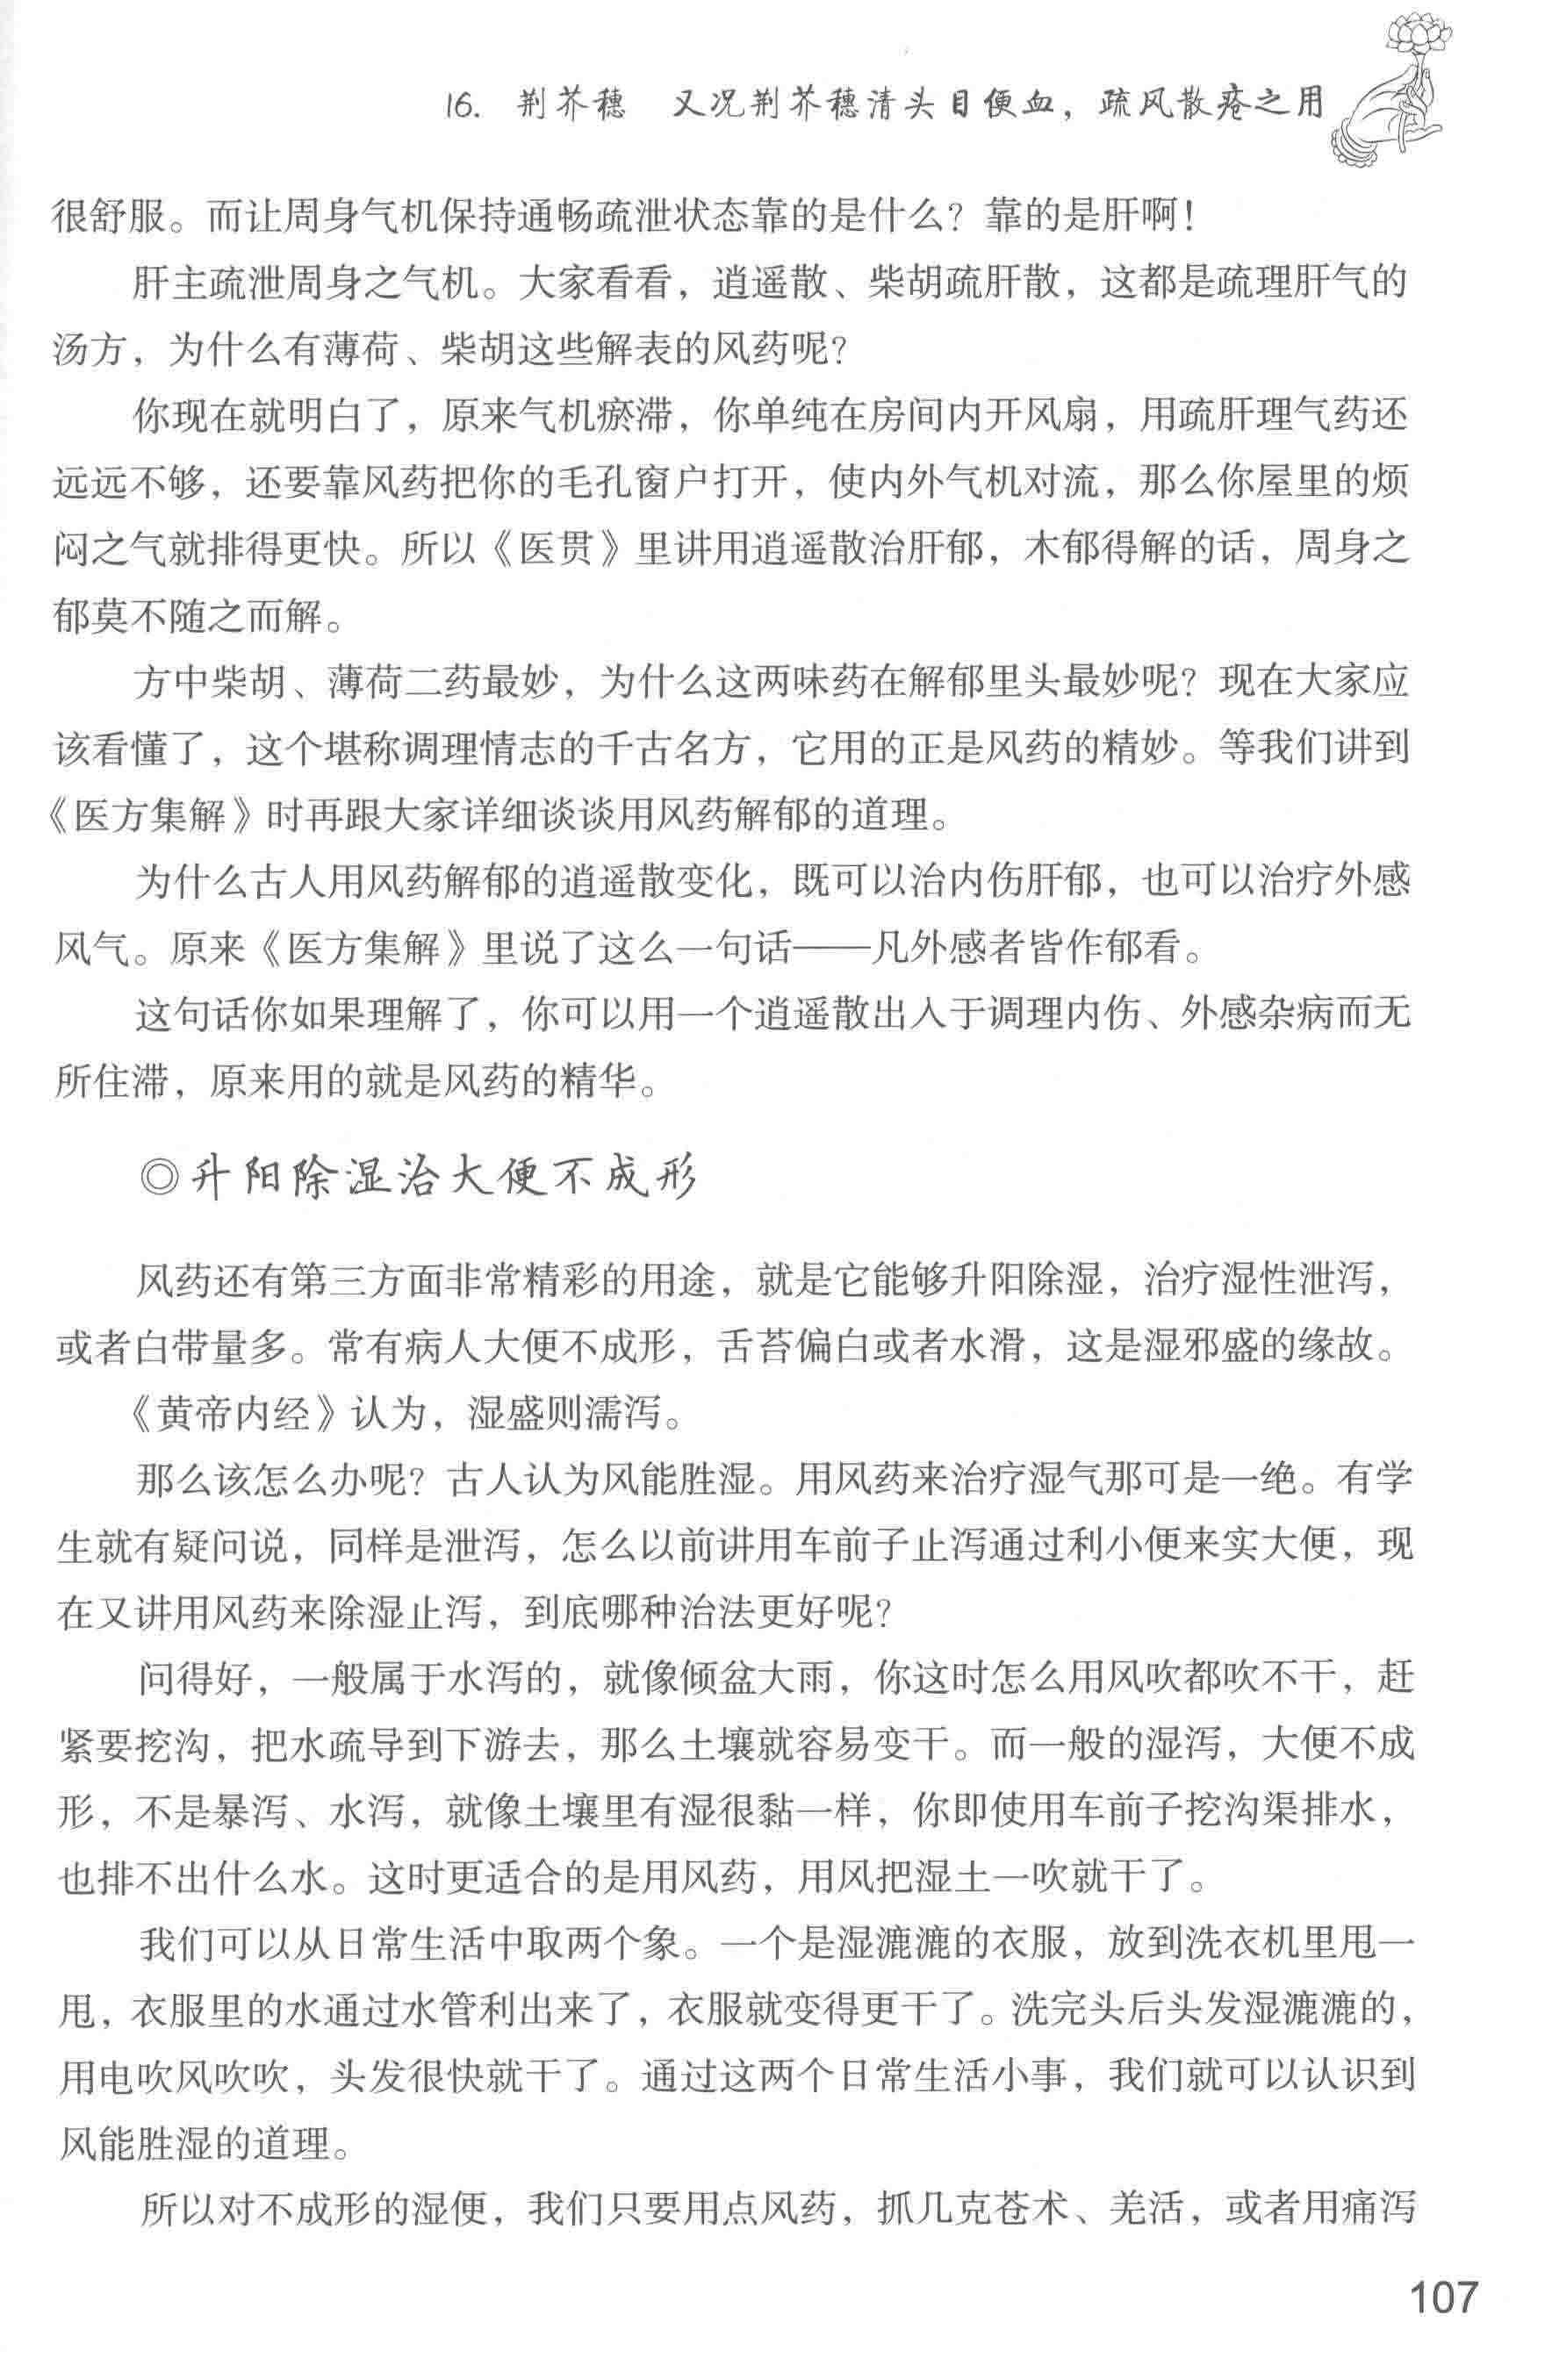 16. 荆芥穗　又况荆芥穗清头目便血，疏风散疮之用
很舒服。而让周身气机保持通畅疏泄状态靠的是什么？靠的是肝啊！
肝主疏泄周身之气机。大家看看，逍遥散、柴胡疏肝散，这都是疏理肝气的
汤方，为什么有薄荷、柴胡这些解表的风药呢？
你现在就明白了，原来气机瘀滞，你单纯在房间内开风扇，用疏肝理气药还
远远不够，还要靠风药把你的毛孔窗户打开，使内外气机对流，那么你屋里的烦
闷之气就排得更快。所以《医贯》里讲用逍遥散治肝郁，木郁得解的话，周身之
郁莫不随之而解。
方中柴胡、薄荷二药最妙，为什么这两味药在解郁里头最妙呢？现在大家应
该看懂了，这个堪称调理情志的千古名方，它用的正是风药的精妙。等我们讲到
《医方集解》时再跟大家详细谈谈用风药解郁的道理。
为什么古人用风药解郁的逍遥散变化，既可以治内伤肝郁，也可以治疗外感
风气。原来《医方集解》里说了这么一句话——凡外感者皆作郁看。
这句话你如果理解了，你可以用一个逍遥散出入于调理内伤、外感杂病而无
所住滞，原来用的就是风药的精华。
◎升阳除湿治大便不成形
风药还有第三方面非常精彩的用途，就是它能够升阳除湿，治疗湿性泄泻，
或者白带量多。常有病人大便不成形，舌苔偏白或者水滑，这是湿邪盛的缘故。
《黄帝内经》认为，湿盛则濡泻。
那么该怎么办呢？古人认为风能胜湿。用风药来治疗湿气那可是一绝。有学
生就有疑问说，同样是泄泻，怎么以前讲用车前子止泻通过利小便来实大便，现
在又讲用风药来除湿止泻，到底哪种治法更好呢？
问得好，一般属于水泻的，就像倾盆大雨，你这时怎么用风吹都吹不干，赶
紧要挖沟，把水疏导到下游去，那么土壤就容易变干。而一般的湿泻，大便不成
形，不是暴泻、水泻，就像土壤里有湿很黏一样，你即使用车前子挖沟渠排水，
也排不出什么水。这时更适合的是用风药，用风把湿土一吹就干了。
我们可以从日常生活中取两个象。一个是湿漉漉的衣服，放到洗衣机里甩一
甩，衣服里的水通过水管利出来了，衣服就变得更干了。洗完头后头发湿漉漉的，
用电吹风吹吹，头发很快就干了。通过这两个日常生活小事，我们就可以认识到
风能胜湿的道理。
所以对不成形的湿便，我们只要用点风药，抓几克苍术、羌活，或者用痛泻
107